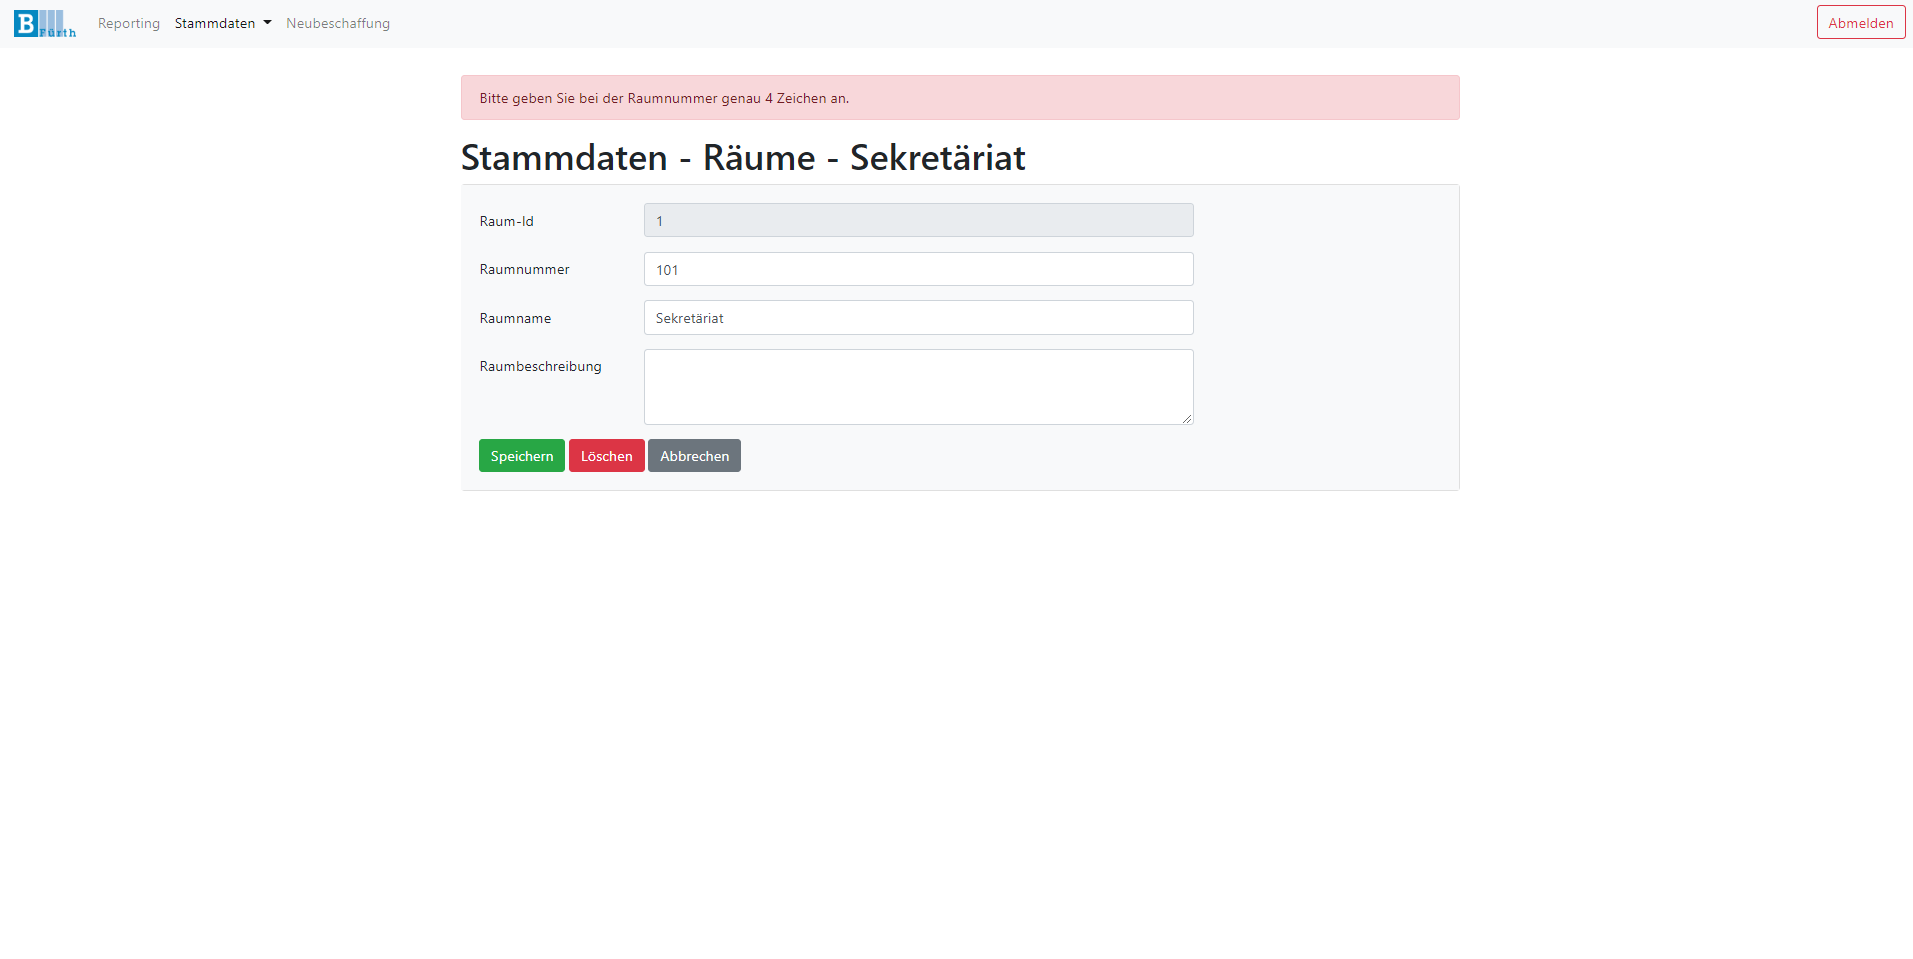 B Fürth Reporting Stammdaten Neubeschaffung Abmelden
Bitte geben Sie bei der Raumnummer genau 4 Zeichen an.
Stammdaten - Räume - Sekretäriat
Raum-Id 1
Raumnummer 101
Raumname Sekretäriat
Raumbeschreibung
Speichern Löschen Abbrechen